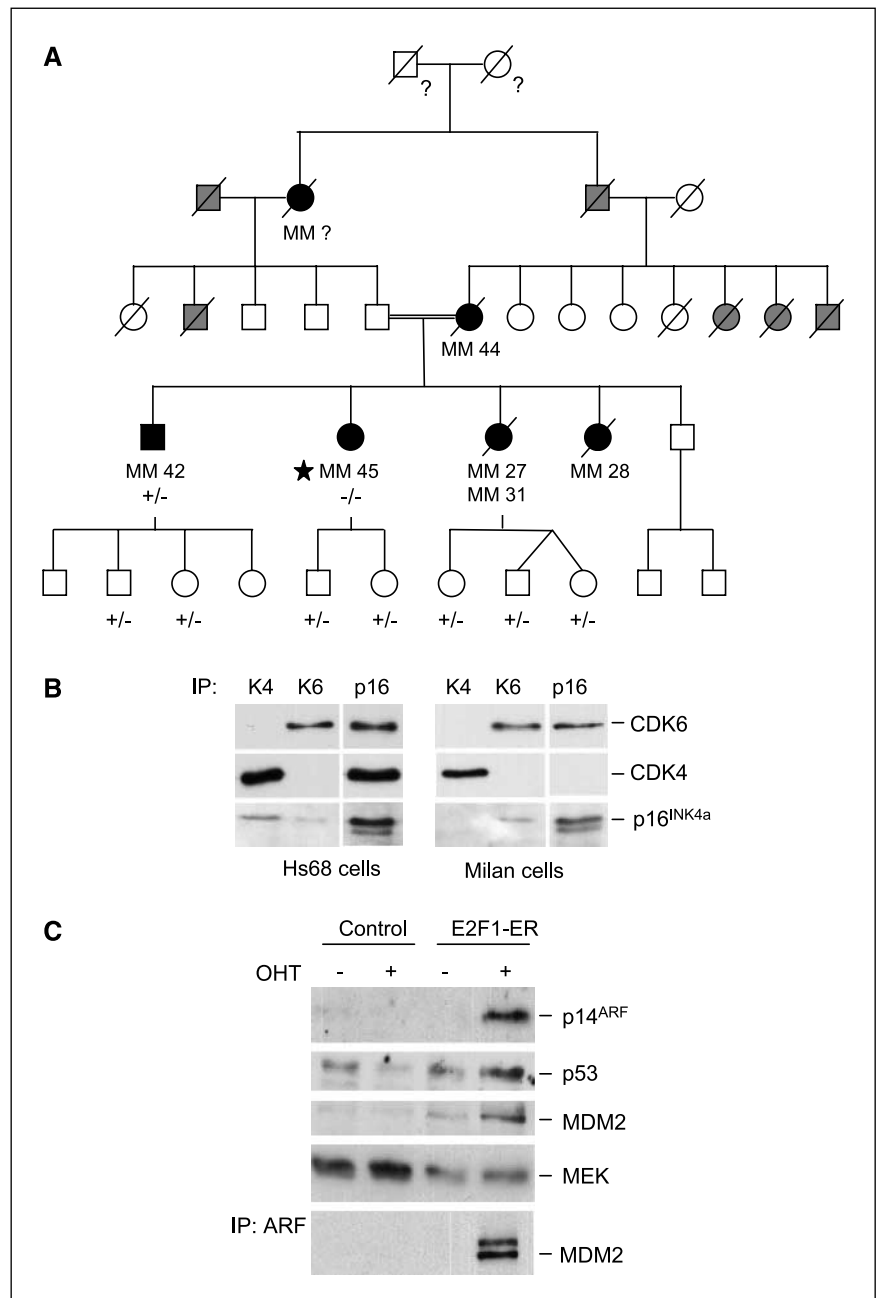 A
? ?
MM ?
MM 44
MM 42 MM 45 MM 27 MM 28
+/- -/- MM 31
+/- +/- +/- +/- +/- +/- +/-
B
IP: K4 K6 p16 K4 K6 p16
CDK6
CDK4
p16INK4a
Hs68 cells Milan cells
C
Control E2F1-ER
OHT - + - +
p14ARF
p53
MDM2
MEK
IP: ARF
MDM2